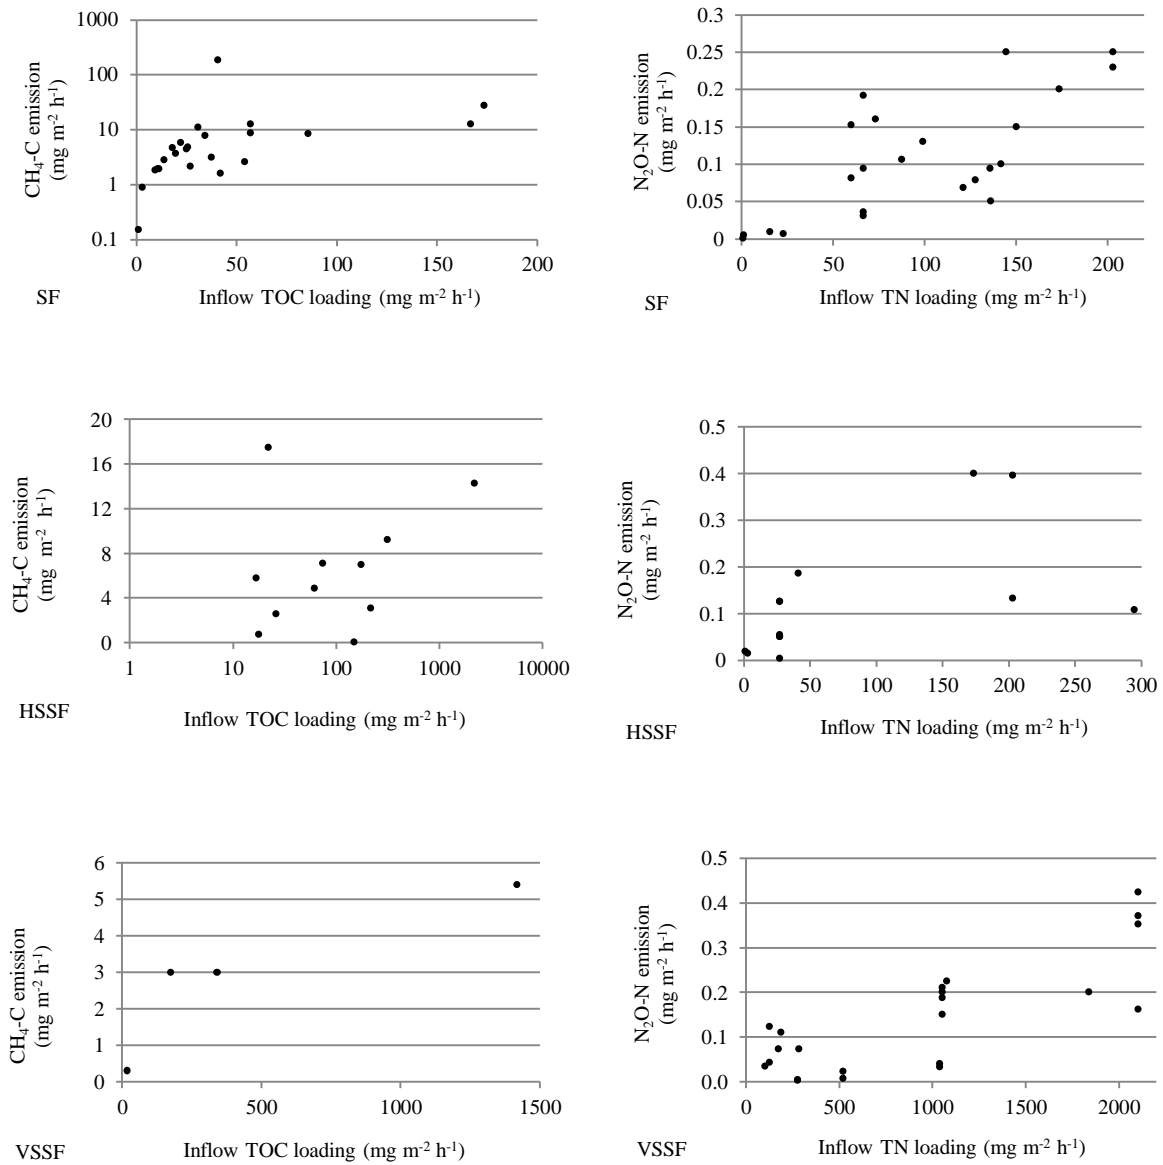 1000
100
10
1
0.1
CH₄-C emission
(mg m⁻² h⁻¹)
0 50 100 150 200
Inflow TOC loading (mg m⁻² h⁻¹)
SF
0.3
0.25
0.2
0.15
0.1
0.05
0
N₂O-N emission
(mg m⁻² h⁻¹)
0 50 100 150 200
Inflow TN loading (mg m⁻² h⁻¹)
SF
20
16
12
8
4
0
CH₄-C emission
(mg m⁻² h⁻¹)
1 10 100 1000 10000
Inflow TOC loading (mg m⁻² h⁻¹)
HSSF
0.5
0.4
0.3
0.2
0.1
0
N₂O-N emission
(mg m⁻² h⁻¹)
0 50 100 150 200 250 300
Inflow TN loading (mg m⁻² h⁻¹)
HSSF
6
5
4
3
2
1
0
CH₄-C emission
(mg m⁻² h⁻¹)
0 500 1000 1500
Inflow TOC loading (mg m⁻² h⁻¹)
VSSF
0.5
0.4
0.3
0.2
0.1
0.0
N₂O-N emission
(mg m⁻² h⁻¹)
0 500 1000 1500 2000
Inflow TN loading (mg m⁻² h⁻¹)
VSSF